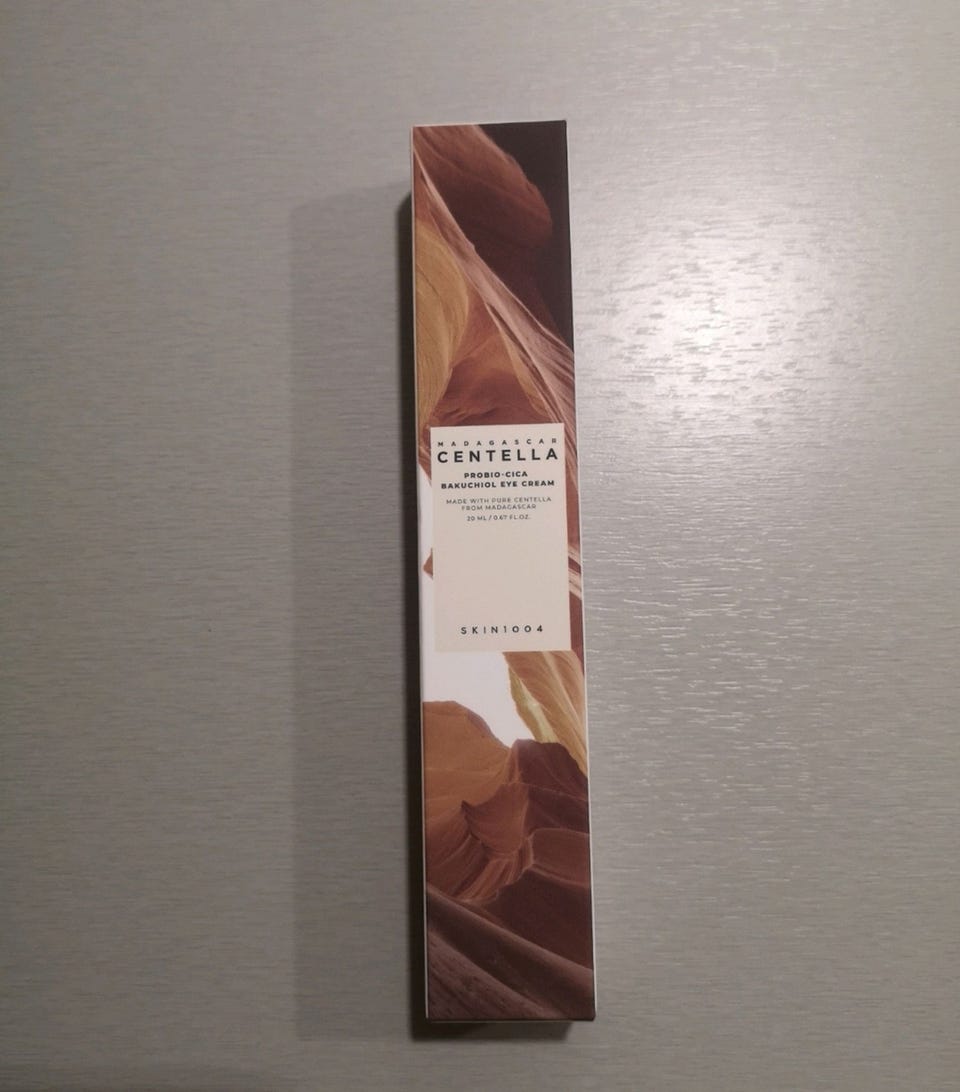 MADAGASCAR
CENTELLA
PROBIO-CICA
BAKUCHIOL EYE CREAM
MADE WITH PURE CENTELLA
FROM MADAGASCAR
20 ML / 0.67 FL.OZ.
SKIN1004